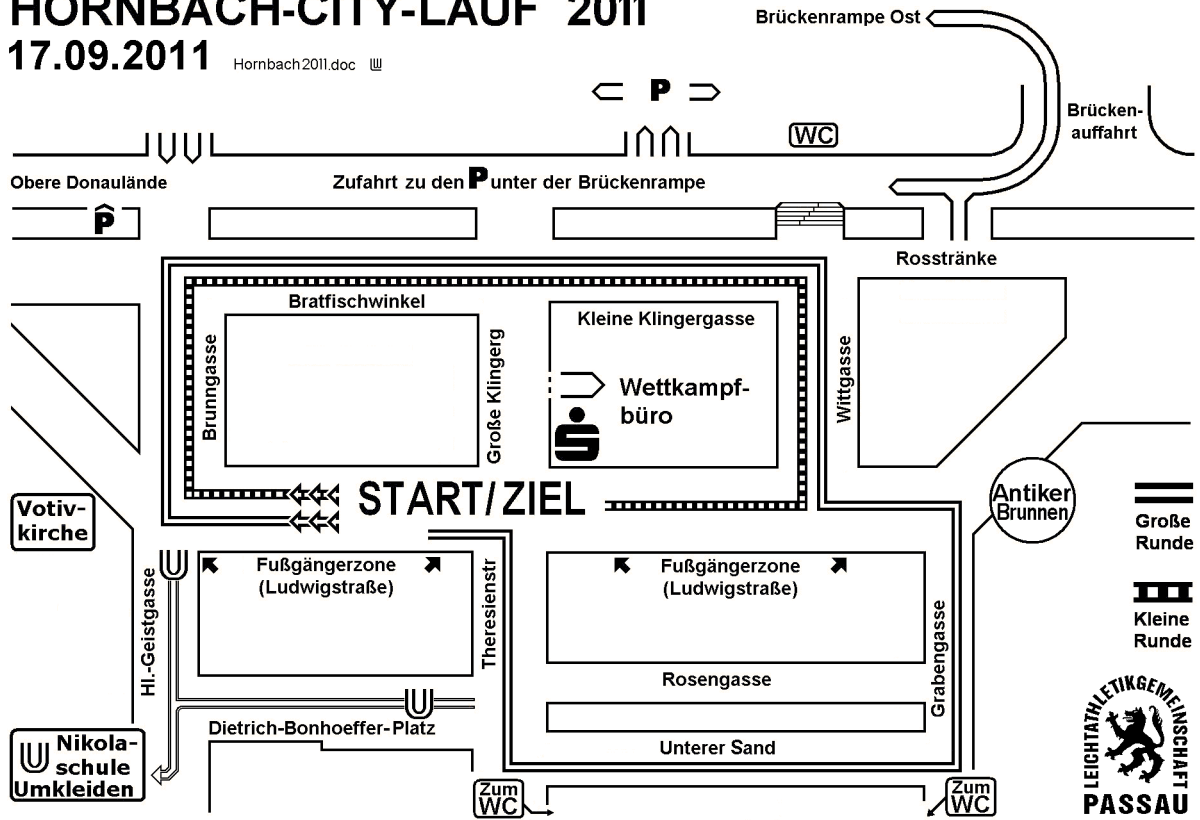 HORNBACH-CITY-LAUF 2011
17.09.2011 Hornbach2011.doc
Brückenrampe Ost
P
WC
Brücken-
auffahrt
Obere Donaulände
Zufahrt zu den P unter der Brückenrampe
P
Rosstränke
Bratfischwinkel
Kleine Klingergasse
Brunngasse
Große Klingerg
Wettkampf-
büro
Wittgasse
START/ZIEL
Votiv-
kirche
Antiker
Brunnen
Große
Runde
Kleine
Runde
U
Fußgängerzone
(Ludwigstraße)
Fußgängerzone
(Ludwigstraße)
Hl.-Geistgasse
Theresienstr
Grabengasse
Rosengasse
U
Dietrich-Bonhoeffer-Platz
Unterer Sand
U Nikola-
schule
Umkleiden
Zum
WC
Zum
WC
LEICHTATHLETIKGEMEINSCHAFT
PASSAU